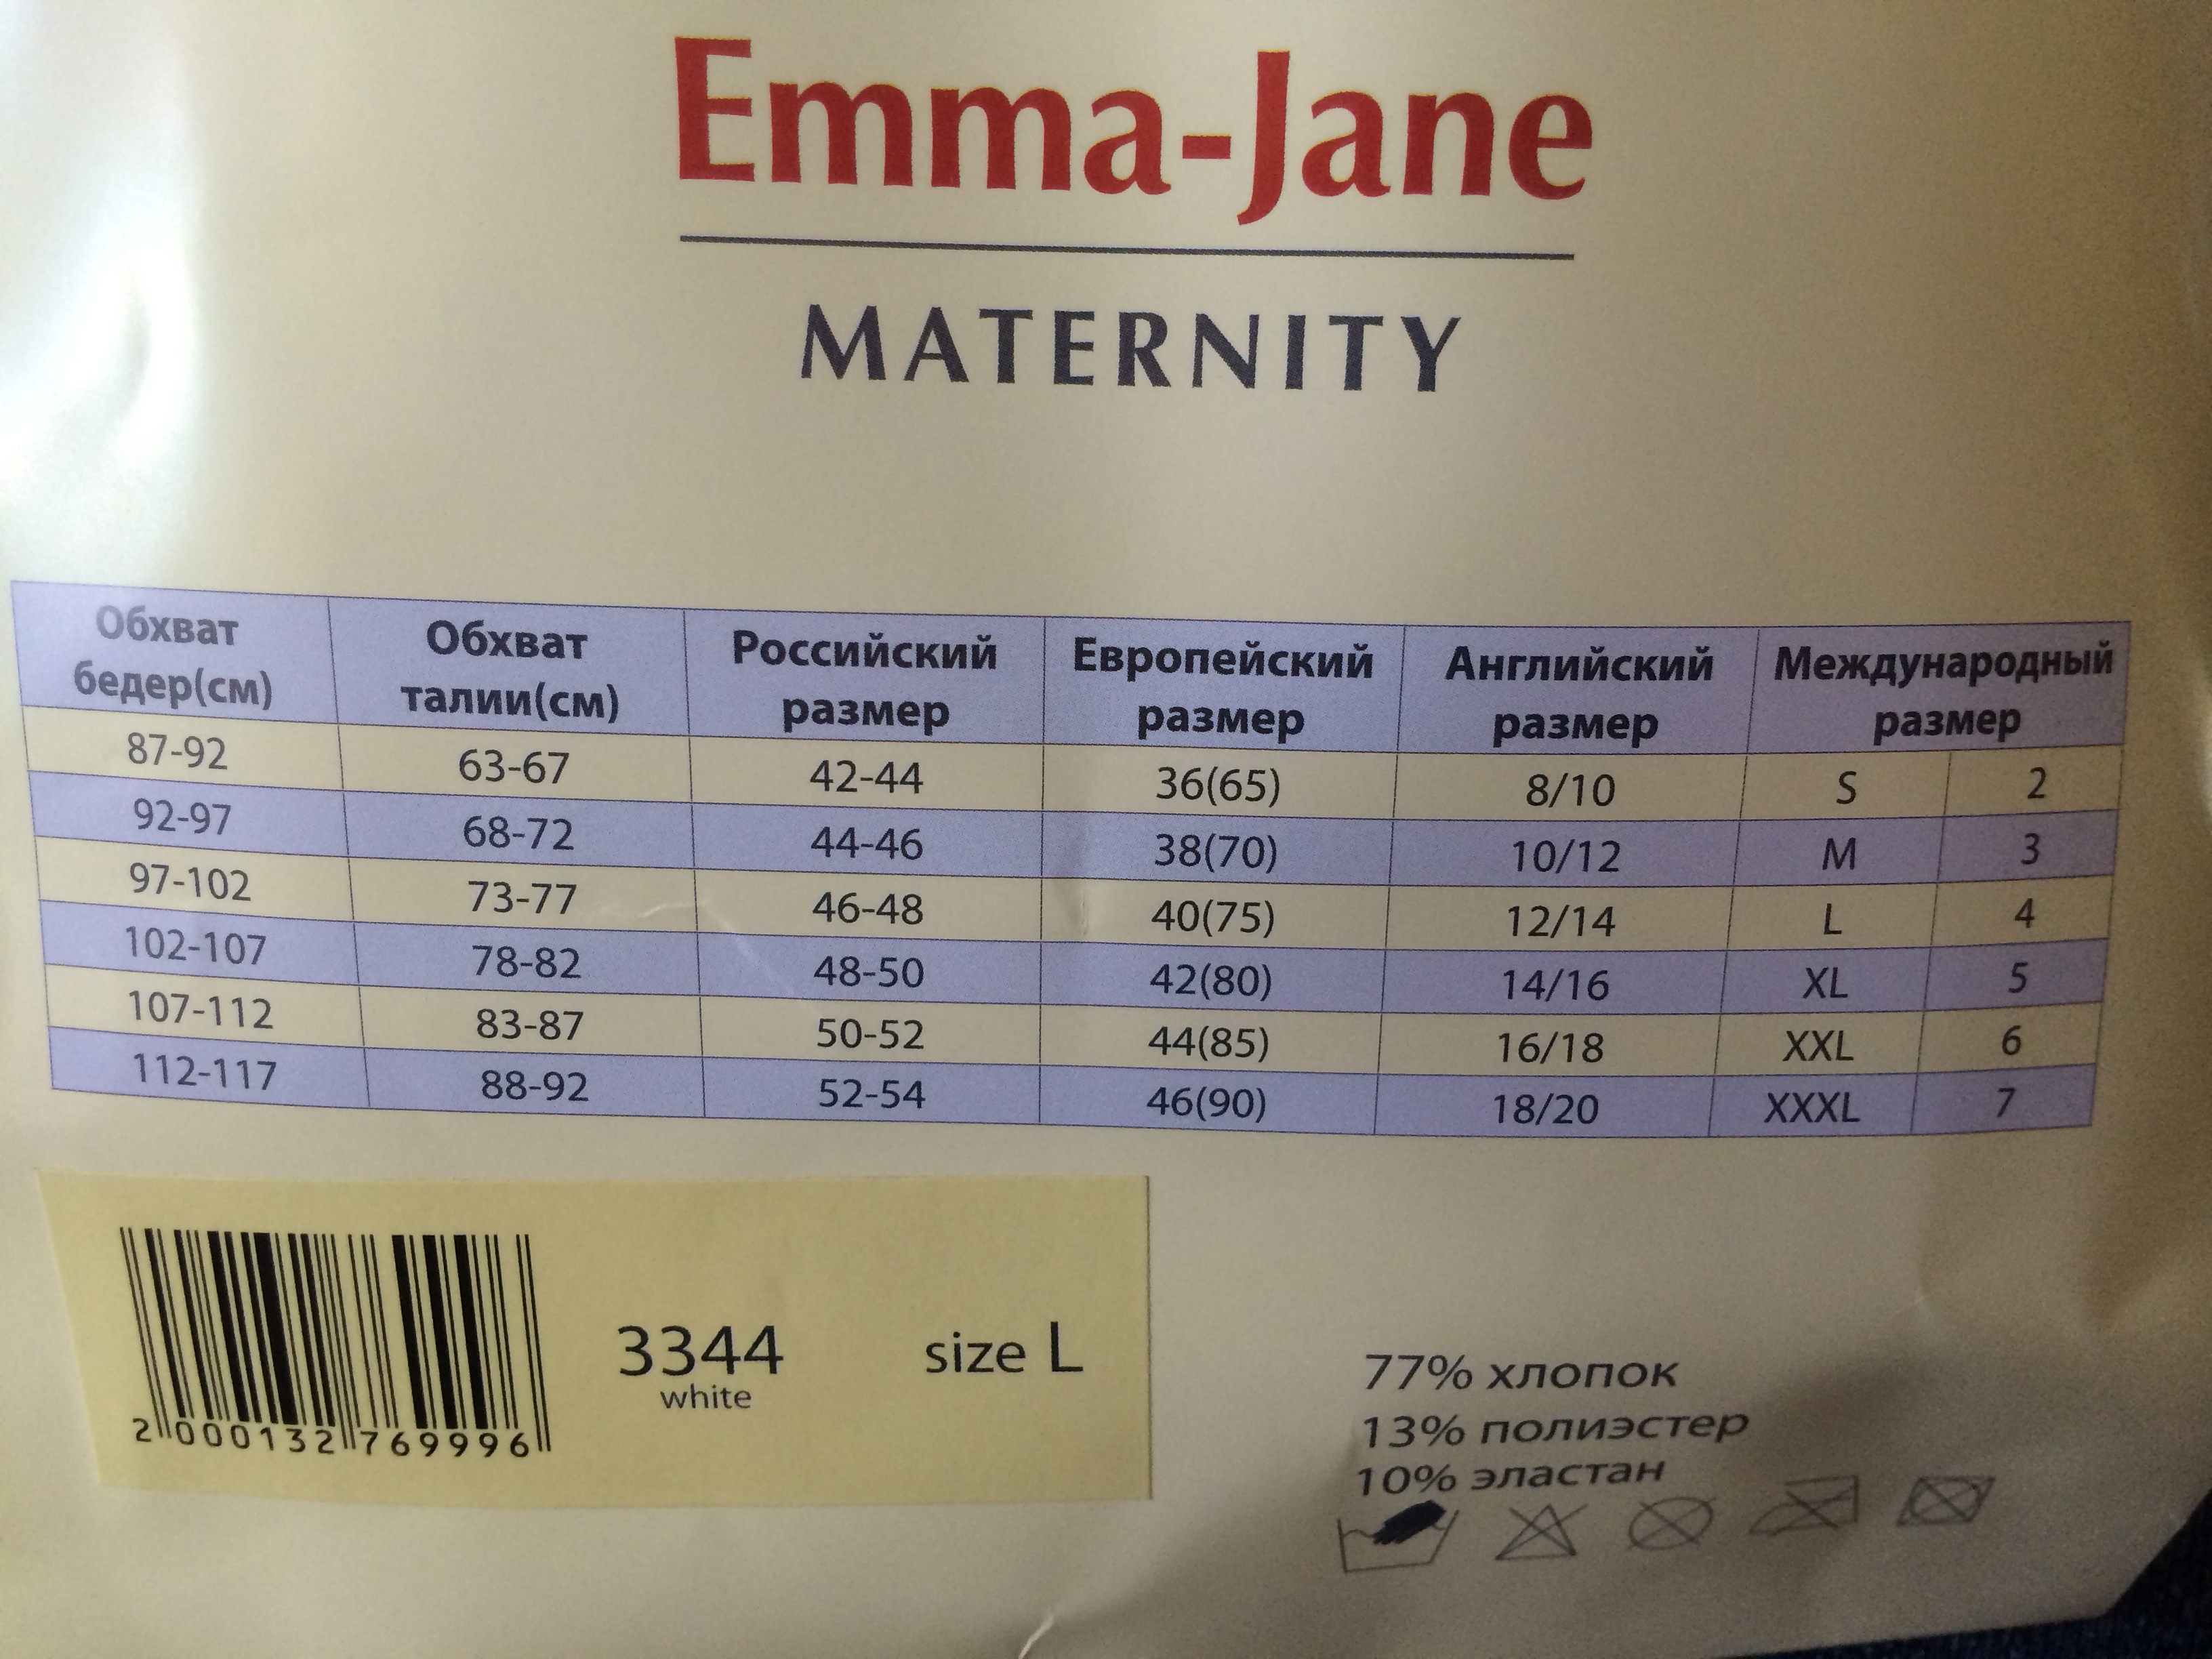 Emma-Jane
MATERNITY
Обхват бедер(см) Обхват талии(см) Российский размер Европейский размер Английский размер Международный размер
87-92 63-67 42-44 36(65) 8/10 S 2
92-97 68-72 44-46 38(70) 10/12 M 3
97-102 73-77 46-48 40(75) 12/14 L 4
102-107 78-82 48-50 42(80) 14/16 XL 5
107-112 83-87 50-52 44(85) 16/18 XXL 6
112-117 88-92 52-54 46(90) 18/20 XXXL 7
3344 size L
white
2 000132 769996
77% хлопок
13% полиэстер
10% эластан